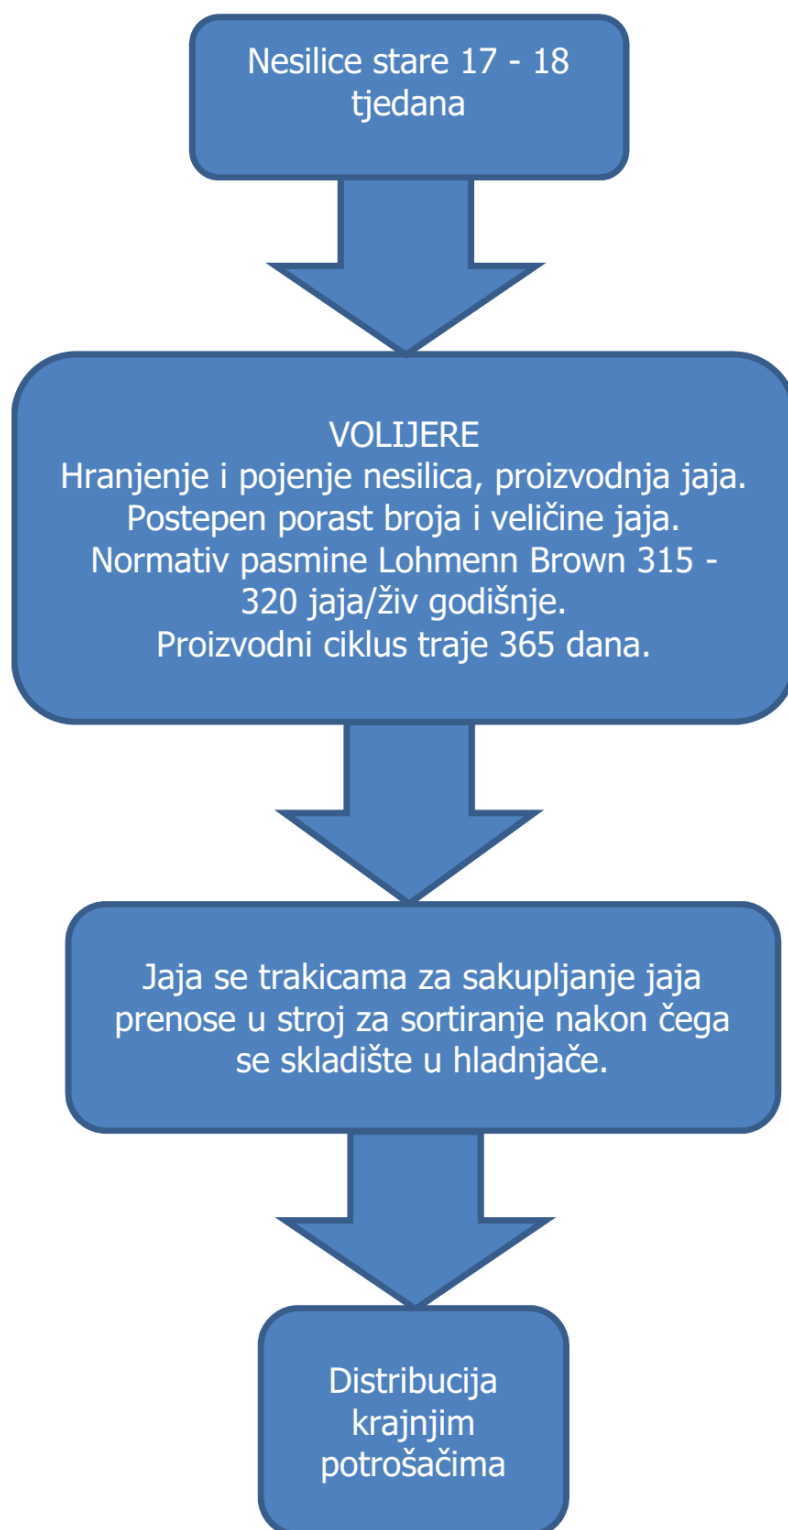 Nesilice stare 17 - 18
tjedana
VOLIJERE
Hranjenje i pojenje nesilica, proizvodnja jaja.
Postepen porast broja i veličine jaja.
Normativ pasmine Lohmenn Brown 315 -
320 jaja/živ godišnje.
Proizvodni ciklus traje 365 dana.
Jaja se trakicama za sakupljanje jaja
prenose u stroj za sortiranje nakon čega
se skladište u hladnjače.
Distribucija
krajnjim
potrošačima